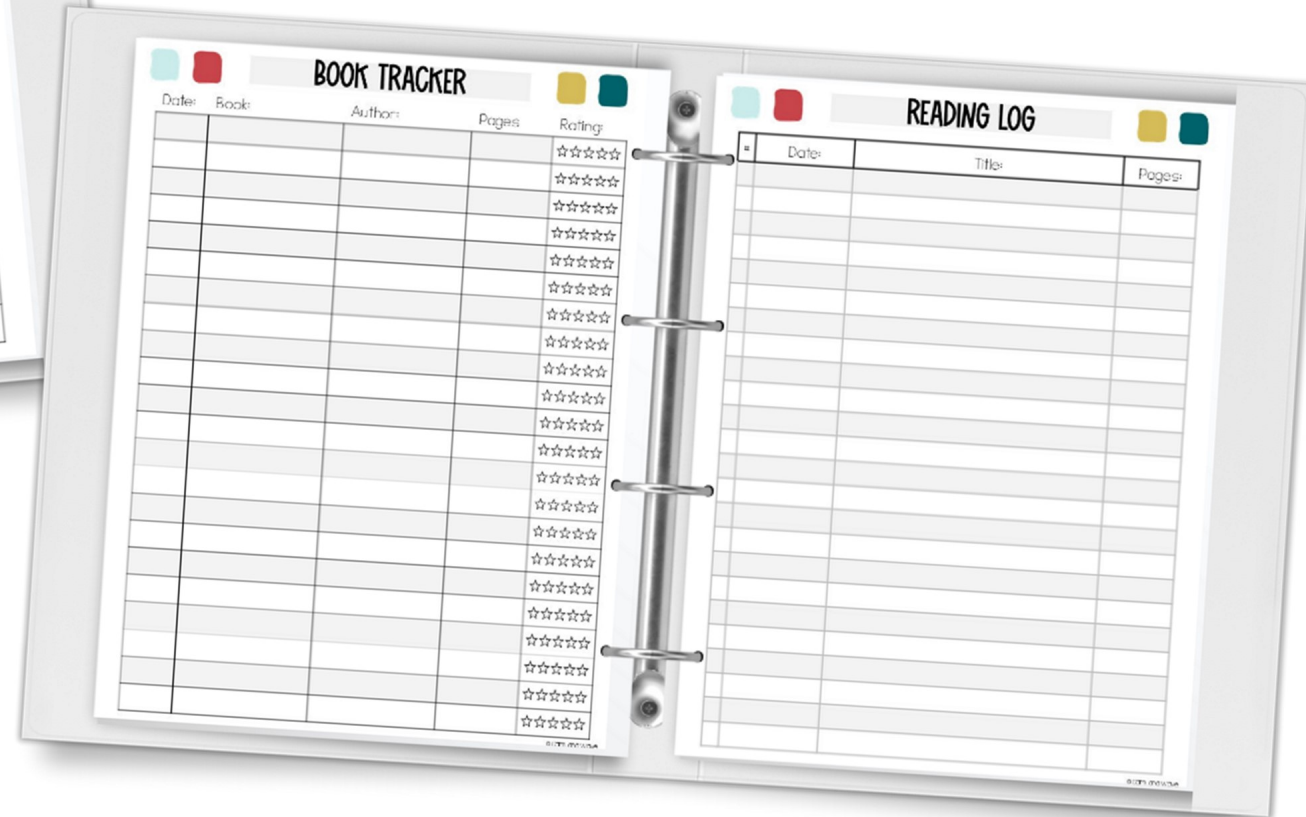 BOOK TRACKER
Date: Book: Author: Pages: Rating:
READING LOG
# Date: Title: Pages: